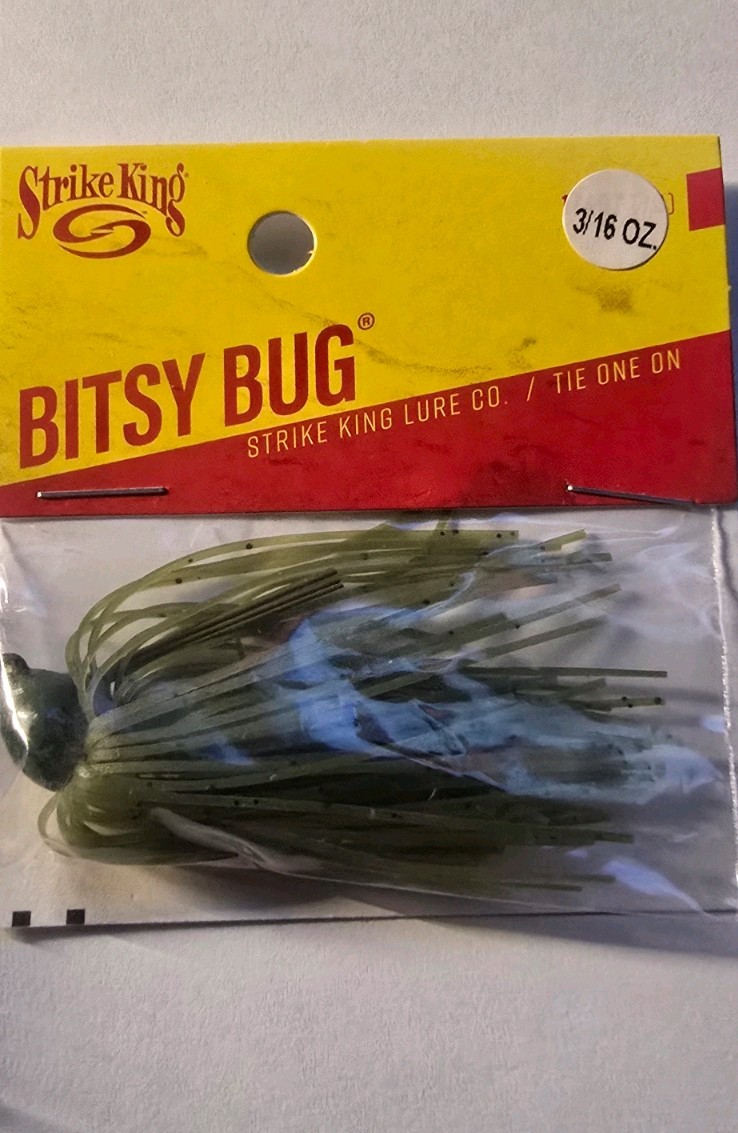 Strike King
3/16 OZ.
BITSY BUG®
STRIKE KING LURE CO. / TIE ONE ON